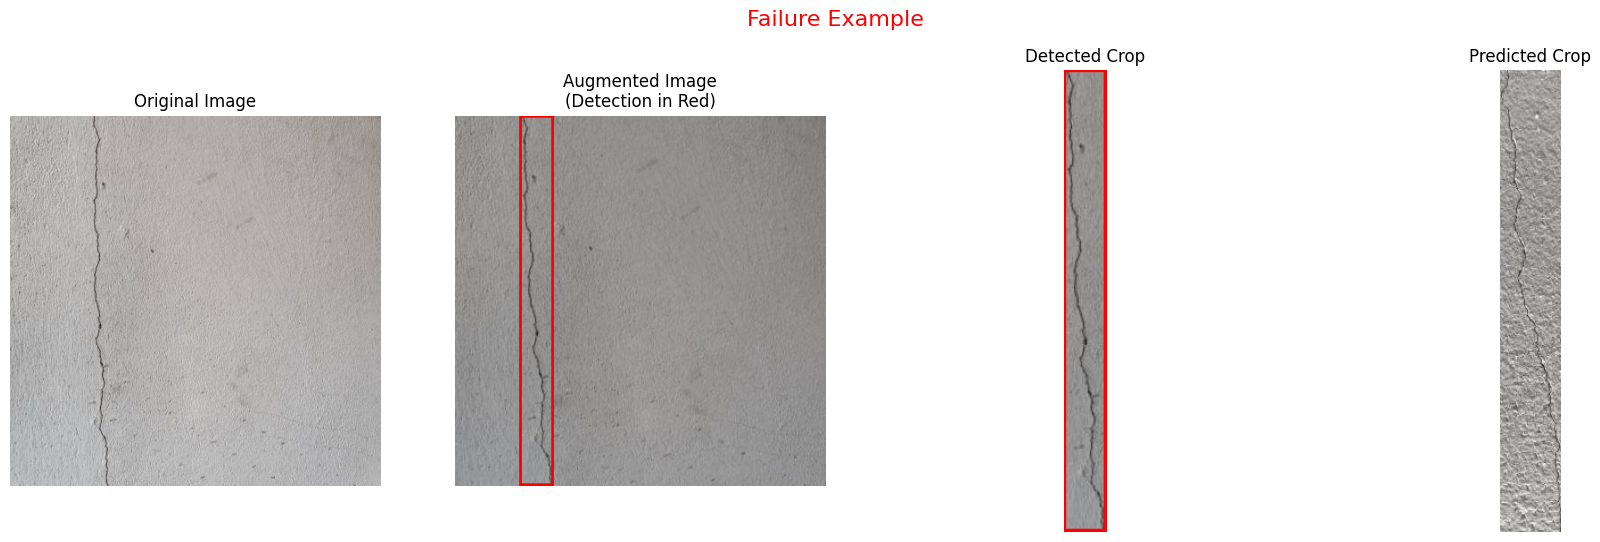 Failure Example
Original Image
Augmented Image
(Detection in Red)
Detected Crop
Predicted Crop